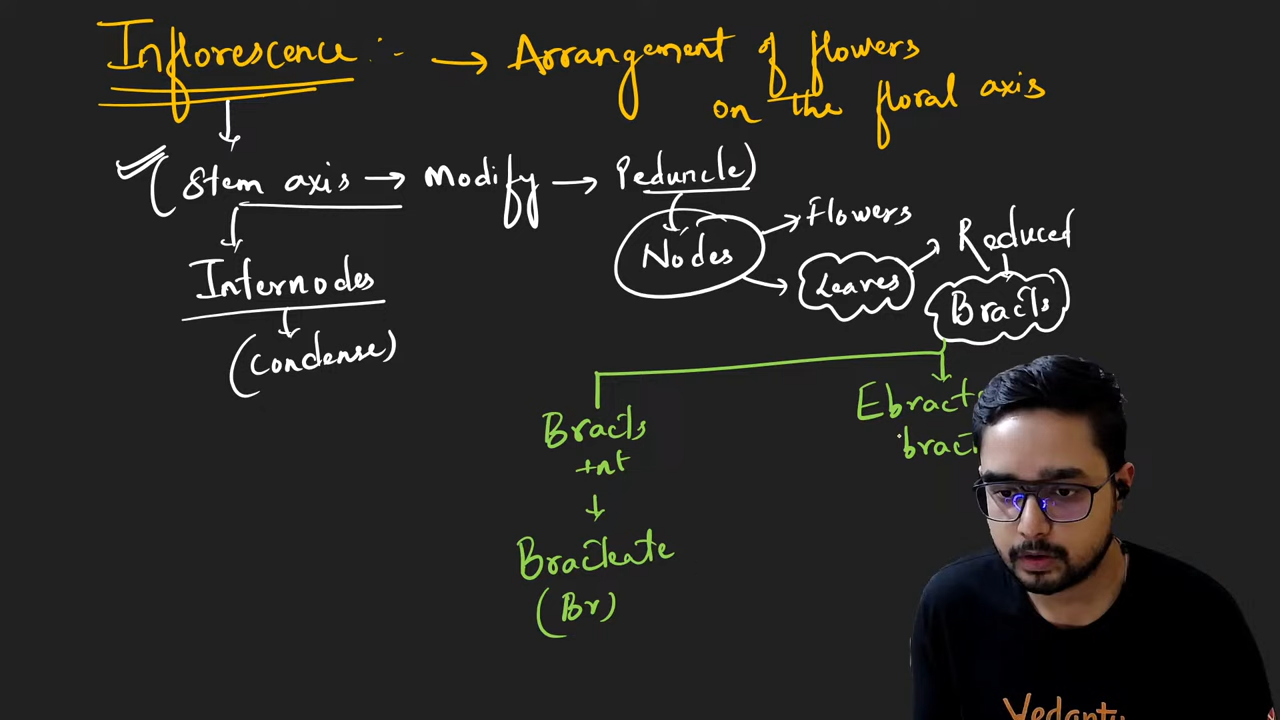 Inflorescence :- → Arrangement of flowers
on the floral axis
(Stem axis → Modify → Peduncle)
Nodes
Flowers
Leaves
Reduced
Bracts
Internodes
(condense)
Bracts
+nt
Bracteate
(Br)
Vedantu